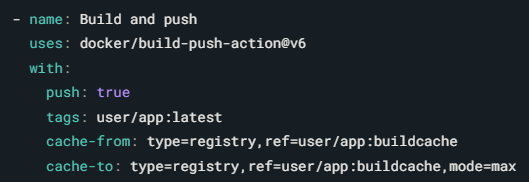 - name: Build and push
  uses: docker/build-push-action@v6
  with:
    push: true
    tags: user/app:latest
    cache-from: type=registry,ref=user/app:buildcache
    cache-to: type=registry,ref=user/app:buildcache,mode=max